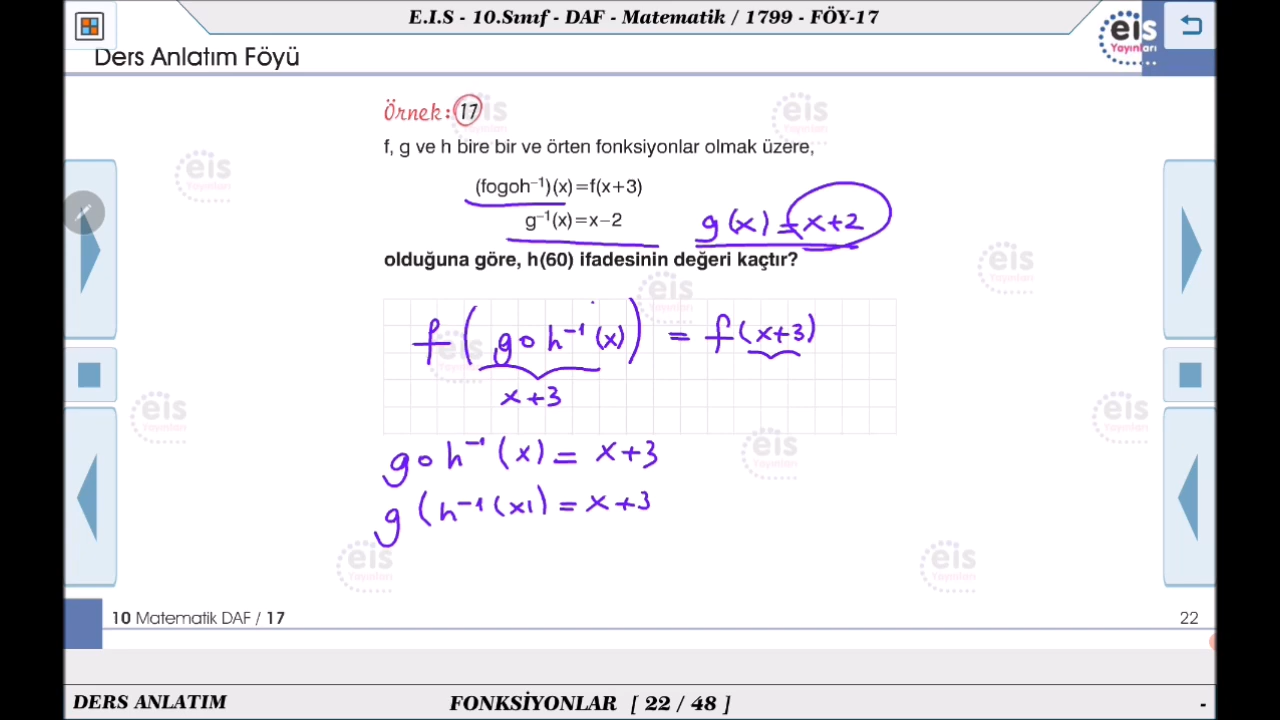 E.I.S - 10.Sınıf - DAF - Matematik / 1799 - FÖY-17
eis
Yayınları
Ders Anlatım Föyü
Örnek: 17
f, g ve h bire bir ve örten fonksiyonlar olmak üzere,
(fogoh⁻¹)(x)=f(x+3)
g⁻¹(x)=x−2
g(x) = x+2
olduğuna göre, h(60) ifadesinin değeri kaçtır?
f(goh⁻¹(x)) = f(x+3)
x+3
goh⁻¹(x) = x+3
g(h⁻¹(x)) = x+3
10 Matematik DAF / 17
22
DERS ANLATIM
FONKSİYONLAR [ 22 / 48 ]
-